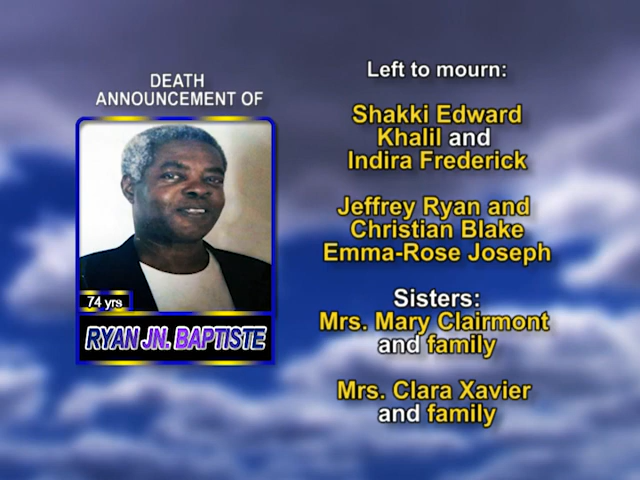 DEATH
ANNOUNCEMENT OF
74 yrs
RYAN JN. BAPTISTE
Left to mourn:
Shakki Edward
Khalil and
Indira Frederick
Jeffrey Ryan and
Christian Blake
Emma-Rose Joseph
Sisters:
Mrs. Mary Clairmont
and family
Mrs. Clara Xavier
and family